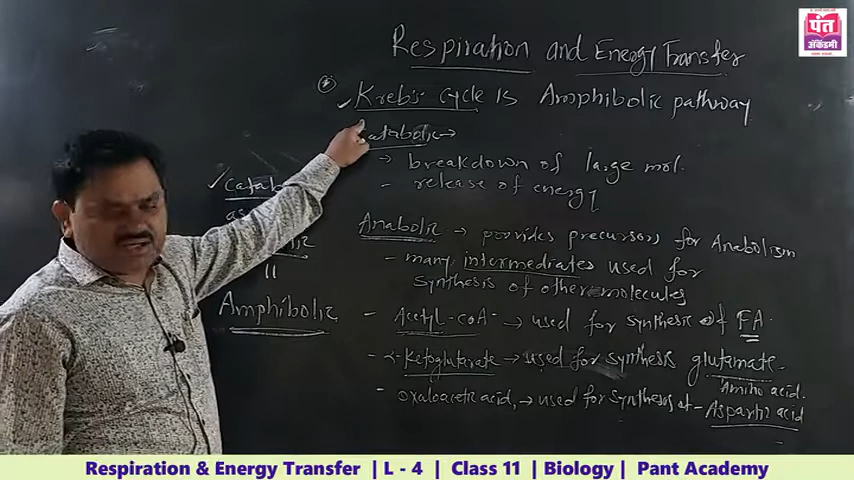 पंत
अ‍ॅकॅडमी
Respiration and Energy Transfer
Kreb's cycle is Amphibolic pathway
Catabolic →
→ breakdown of large mol.
- release of energy
Anabolic → provides precursors for Anabolism
- many intermediates used for
synthesis of other molecules
- Acetyl-coA → used for synthesis of FA.
- α-Ketoglutarate → used for synthesis glutamate.
Amino acid.
- oxaloacetic acid, → used for synthesis of - Aspartic acid
as
||
Amphibolic
Respiration & Energy Transfer | L - 4 | Class 11 | Biology | Pant Academy